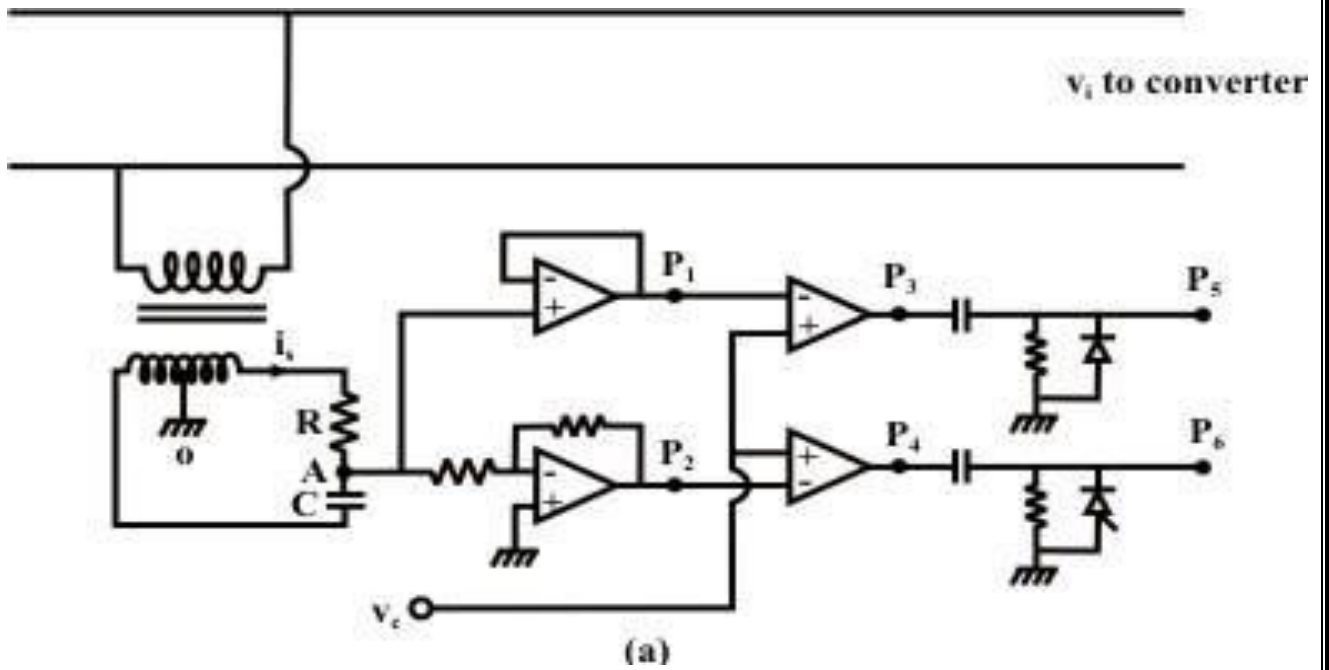 vᵢ to converter
P₁
P₃
P₅
iₛ
R
o
A
C
P₂
P₄
P₆
v꜀
(a)
-
+
-
+
-
+
+
-